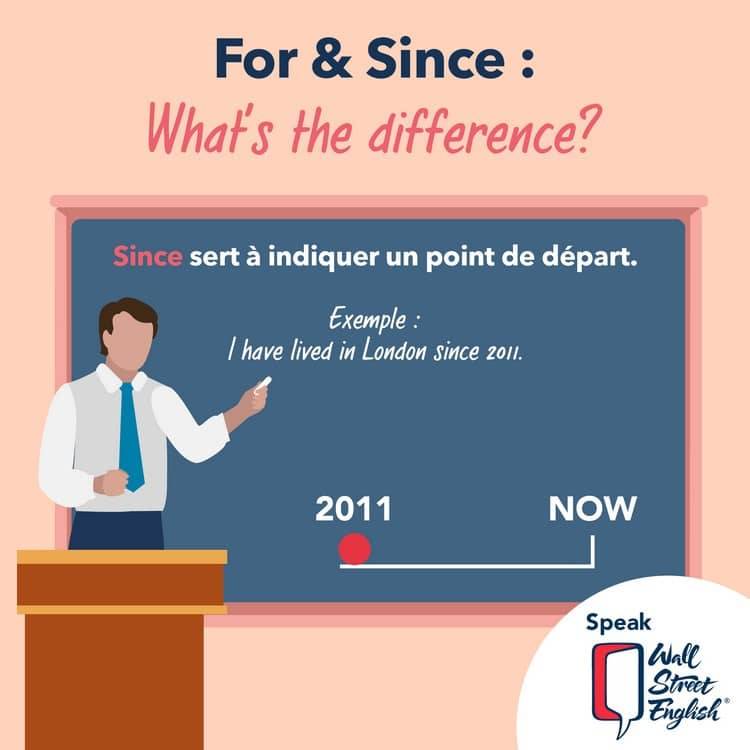 For & Since :
What's the difference?
Since sert à indiquer un point de départ.
Exemple :
I have lived in London since 2011.
2011
NOW
Speak
Wall
Street
English®